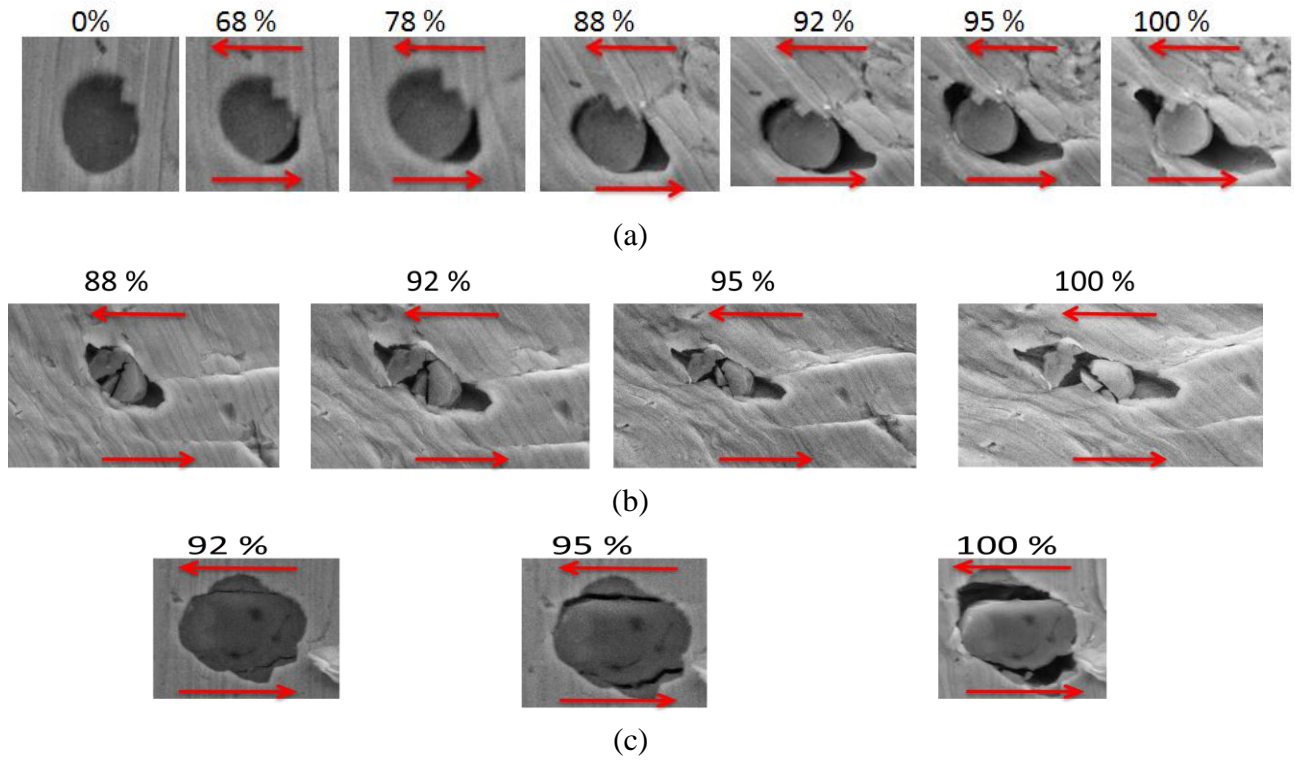 0% 68 % 78 % 88 % 92 % 95 % 100 %
(a)
88 % 92 % 95 % 100 %
(b)
92 % 95 % 100 %
(c)